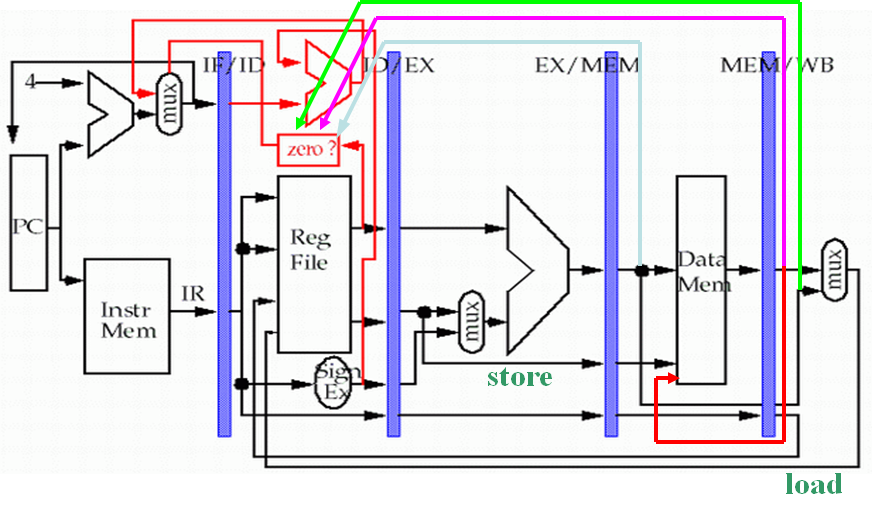 IF/ID
ID/EX
EX/MEM
MEM/WB
4
mux
zero ?
PC
Reg
File
Data
Mem
mux
IR
Instr
Mem
mux
Sign
Ex
store
load